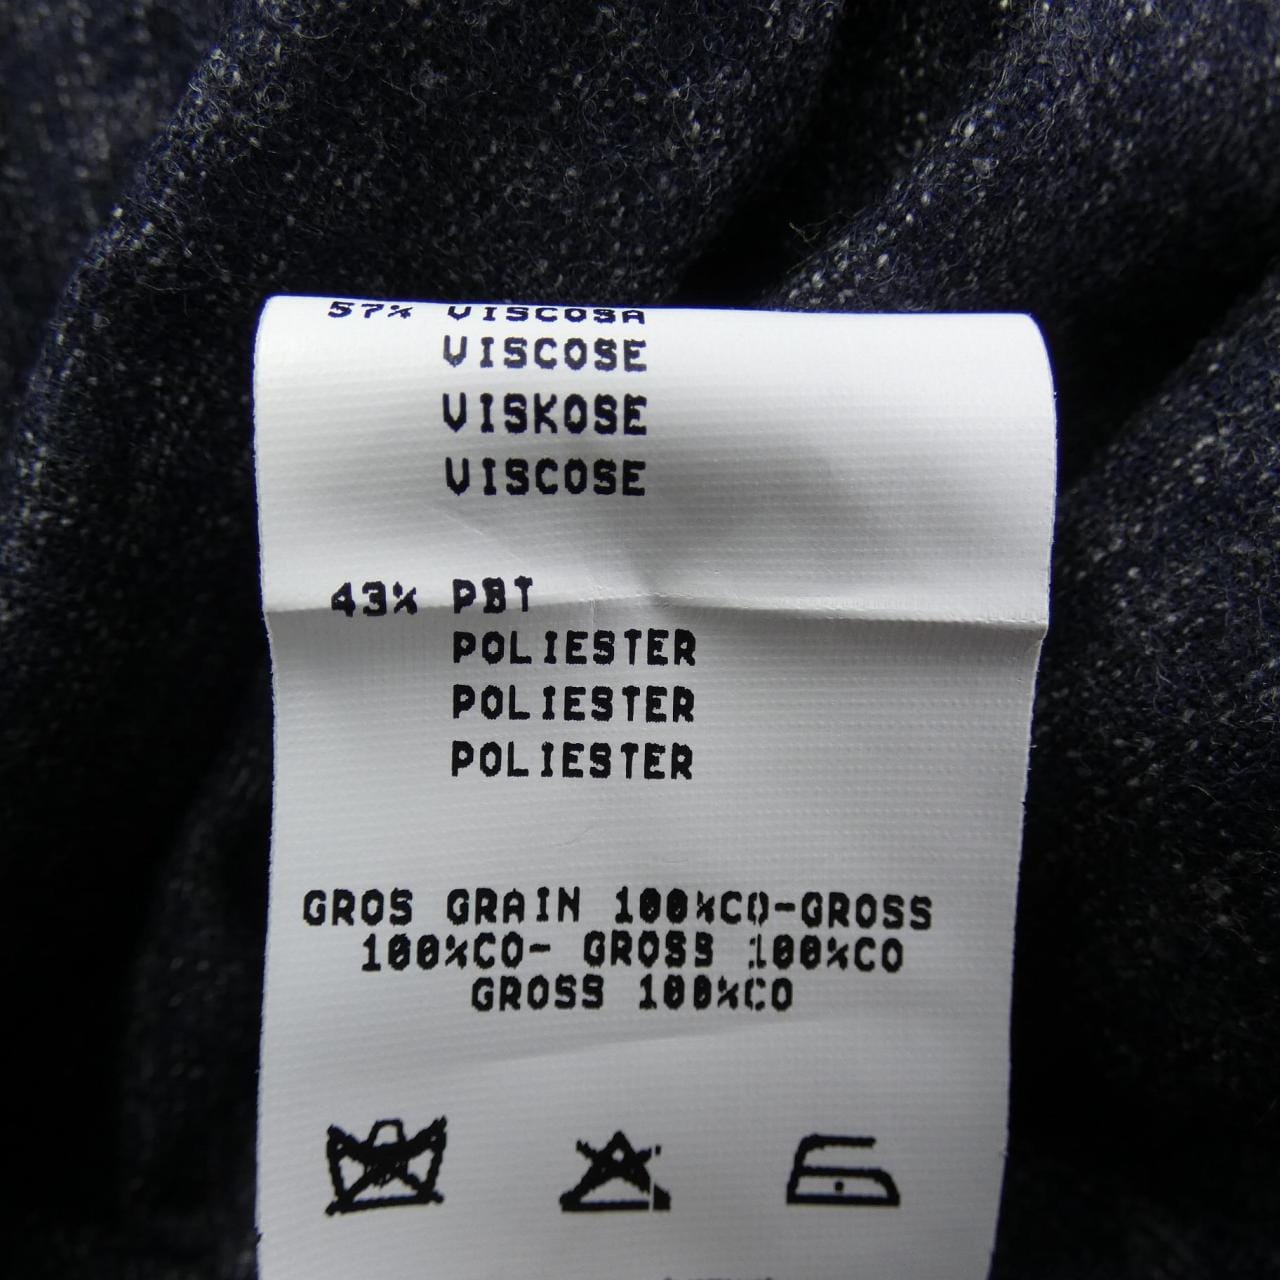 57% VISCOSA
VISCOSE
VISKOSE
VISCOSE
43% PBT
POLIESTER
POLIESTER
POLIESTER
GROS GRAIN 100%CO-GROSS
100%CO- GROSS 100%CO
GROSS 100%CO